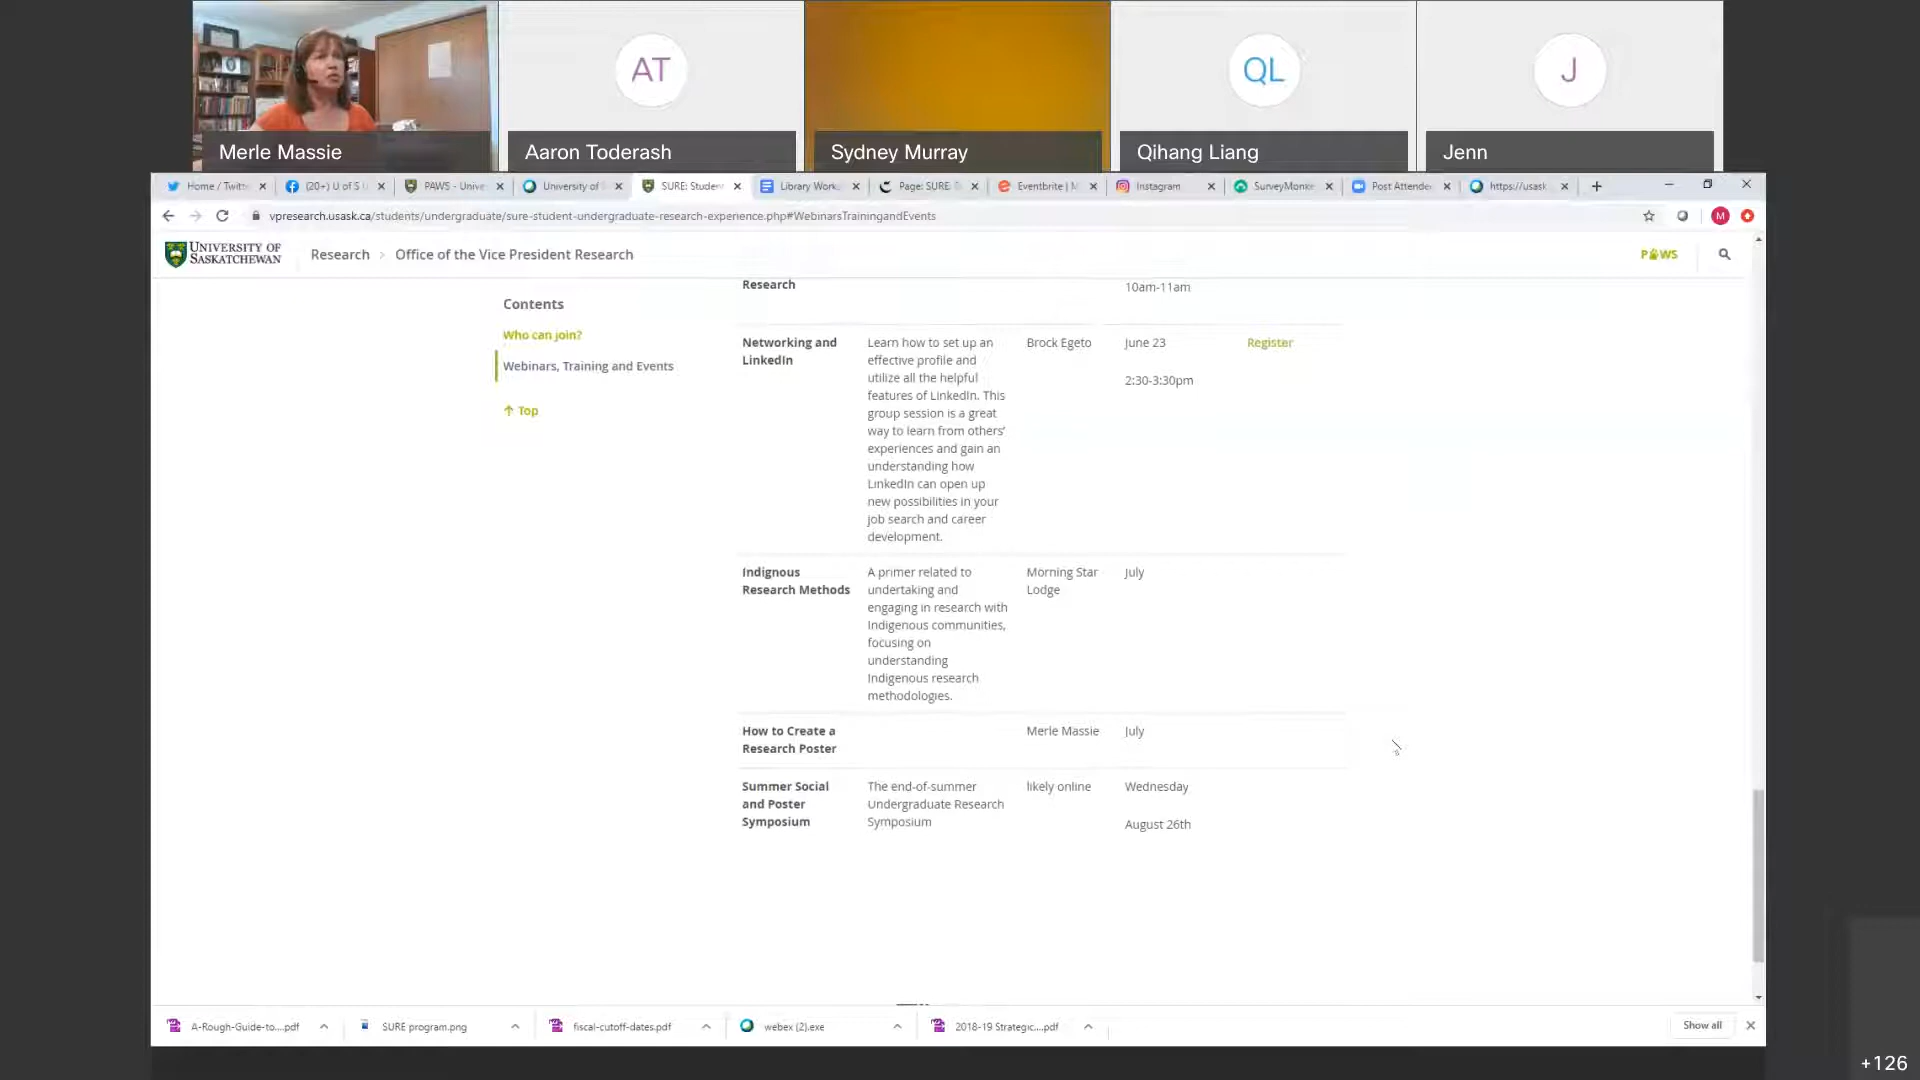 AT
QL
J
Merle Massie
Aaron Toderash
Sydney Murray
Qihang Liang
Jenn
Home / Twitt
(20+) U of S U
PAWS - Unive
University of
SURE: Student
Library Work
Page: SURE
Eventbrite | M
Instagram
SurveyMonke
Post Attende
https://usask
vpresearch.usask.ca/students/undergraduate/sure-student-undergraduate-research-experience.php#WebinarsTrainingandEvents
M
UNIVERSITY OF
SASKATCHEWAN
Research > Office of the Vice President Research
PAWS
Contents
Who can join?
Webinars, Training and Events
Top
Research
10am-11am
Networking and
LinkedIn
Learn how to set up an
effective profile and
utilize all the helpful
features of LinkedIn. This
group session is a great
way to learn from others'
experiences and gain an
understanding how
LinkedIn can open up
new possibilities in your
job search and career
development.
Brock Egeto
June 23
2:30-3:30pm
Register
Indignous
Research Methods
A primer related to
undertaking and
engaging in research with
Indigenous communities,
focusing on
understanding
Indigenous research
methodologies.
Morning Star
Lodge
July
How to Create a
Research Poster
Merle Massie
July
Summer Social
and Poster
Symposium
The end-of-summer
Undergraduate Research
Symposium
likely online
Wednesday
August 26th
A-Rough-Guide-to....pdf
SURE program.png
fiscal-cutoff-dates.pdf
webex (2).exe
2018-19 Strategic....pdf
Show all
+126